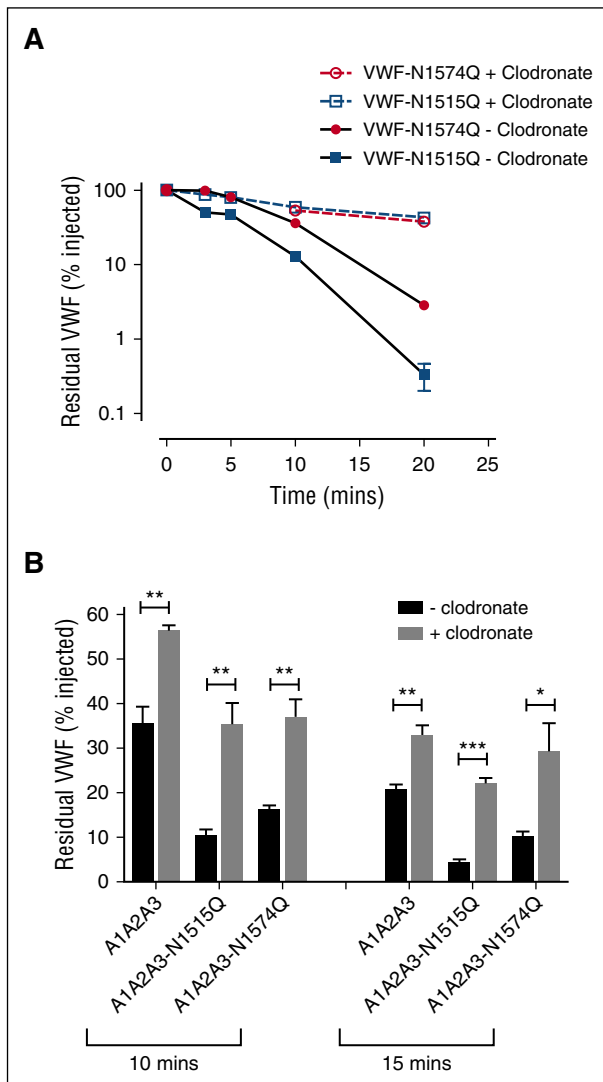 A
VWF-N1574Q + Clodronate
VWF-N1515Q + Clodronate
VWF-N1574Q - Clodronate
VWF-N1515Q - Clodronate
Residual VWF (% injected)
100
10
1
0.1
0 5 10 15 20 25
Time (mins)
B
- clodronate
+ clodronate
Residual VWF (% injected)
60
50
40
30
20
10
0
** ** ** ** *** *
A1A2A3 A1A2A3-N1515Q A1A2A3-N1574Q A1A2A3 A1A2A3-N1515Q A1A2A3-N1574Q
10 mins 15 mins